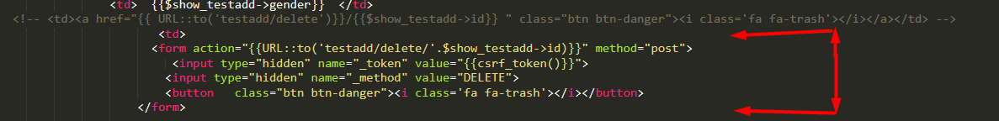 <td>  {{$show_testadd->gender}}  </td>
<!-- <td><a href="{{ URL::to('testadd/delete')}}/{{$show_testadd->id}} " class="btn btn-danger"><i class='fa fa-trash'></i></a></td> -->
<td>
<form action="{{URL::to('testadd/delete/'.$show_testadd->id)}}" method="post">
<input type="hidden" name="_token" value="{{csrf_token()}}">
<input type="hidden" name="_method" value="DELETE">
<button   class="btn btn-danger"><i class='fa fa-trash'></i></button>
</form>